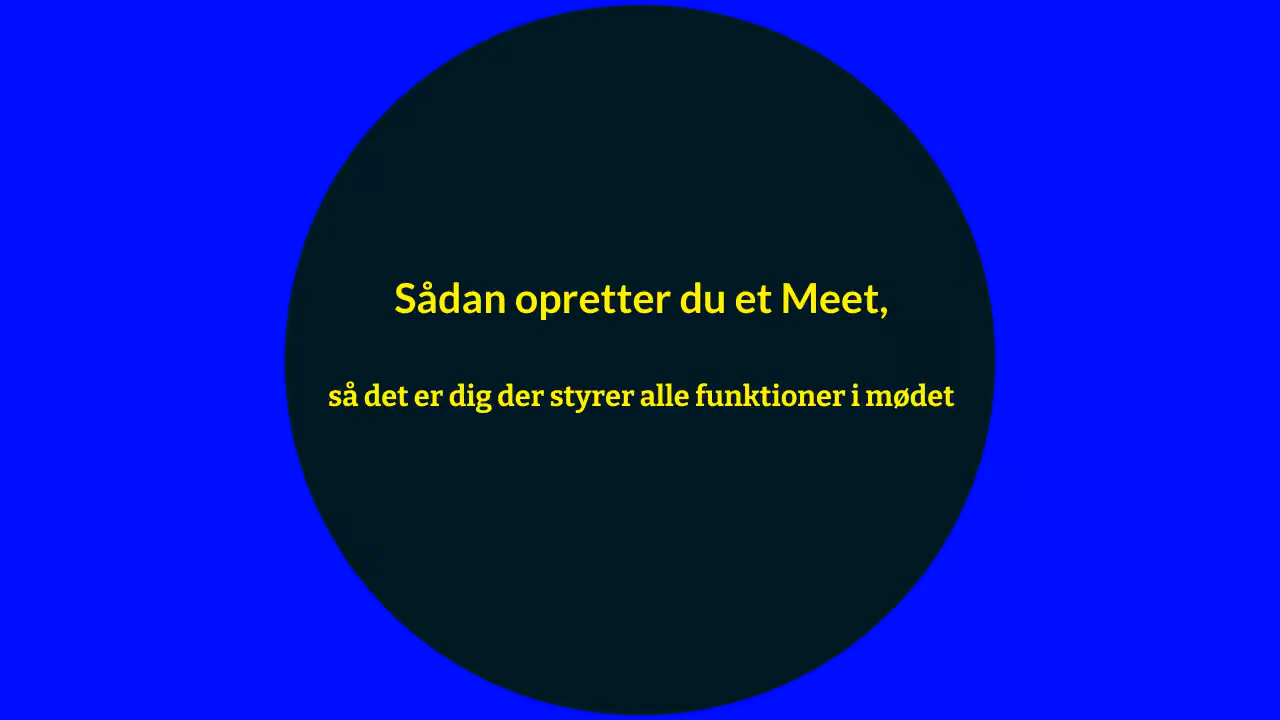 Sådan opretter du et Meet,
så det er dig der styrer alle funktioner i mødet